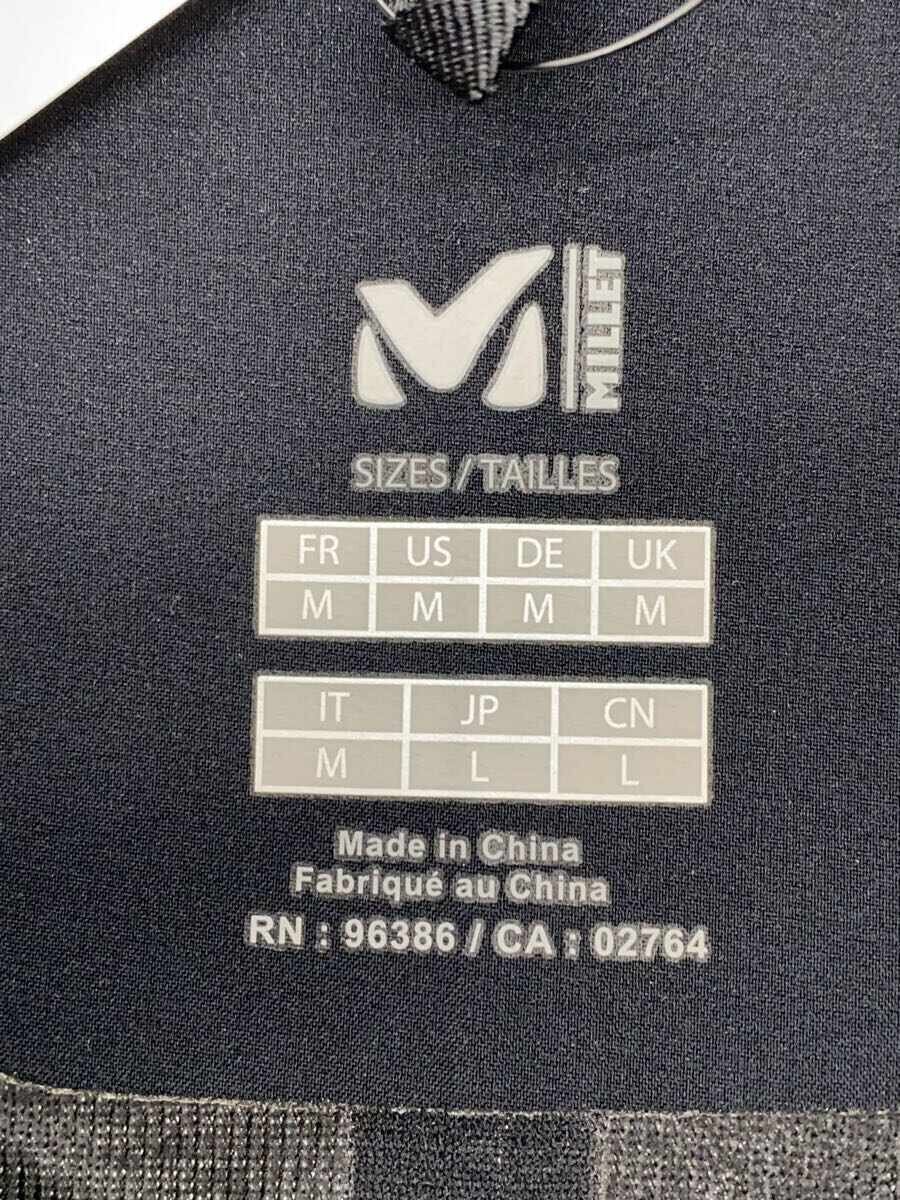 MILLET
SIZES / TAILLES
FR US DE UK
M M M M
IT JP CN
M L L
Made in China
Fabriqué au China
RN : 96386 / CA : 02764